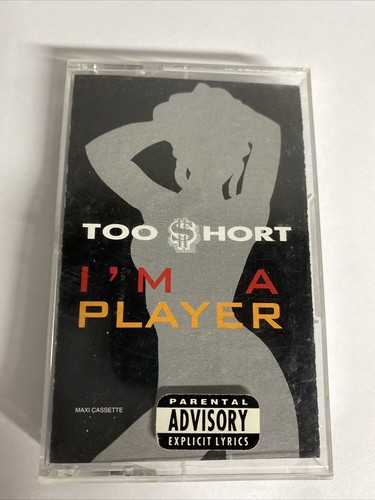 TOO $HORT
I'M A
PLAYER
MAXI CASSETTE
PARENTAL
ADVISORY
EXPLICIT LYRICS